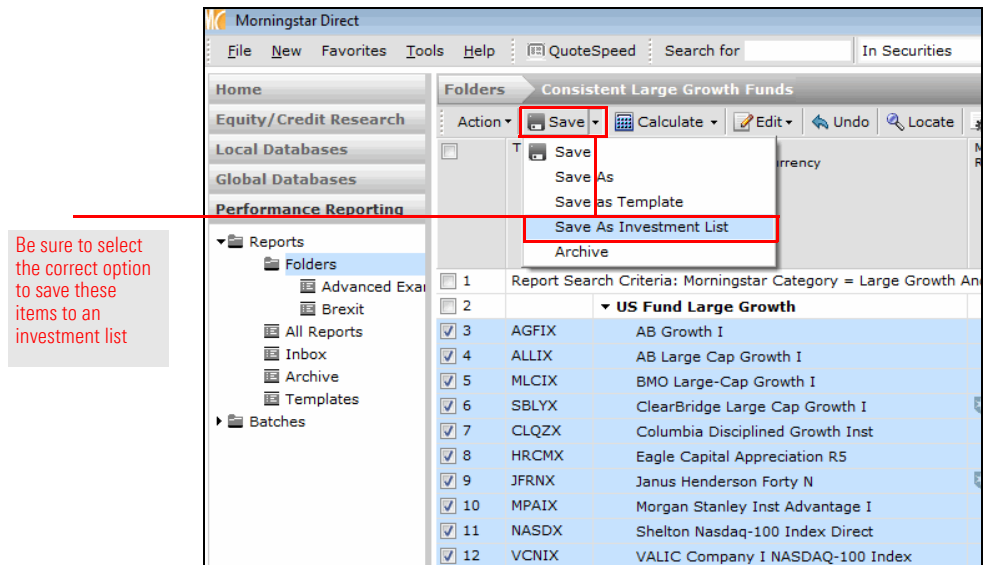 Morningstar Direct
File New Favorites Tools Help QuoteSpeed Search for In Securities
Home
Equity/Credit Research
Local Databases
Global Databases
Performance Reporting
Reports
Folders
Advanced Exa
Brexit
All Reports
Inbox
Archive
Templates
Batches
Be sure to select
the correct option
to save these
items to an
investment list
Folders Consistent Large Growth Funds
Action Save Calculate Edit Undo Locate
Save
Save As
Save as Template
Save As Investment List
Archive
T
rrency
1 Report Search Criteria: Morningstar Category = Large Growth An
2 US Fund Large Growth
3 AGFIX AB Growth I
4 ALLIX AB Large Cap Growth I
5 MLCIX BMO Large-Cap Growth I
6 SBLYX ClearBridge Large Cap Growth I
7 CLQZX Columbia Disciplined Growth Inst
8 HRCMX Eagle Capital Appreciation R5
9 JFRNX Janus Henderson Forty N
10 MPAIX Morgan Stanley Inst Advantage I
11 NASDX Shelton Nasdaq-100 Index Direct
12 VCNIX VALIC Company I NASDAQ-100 Index